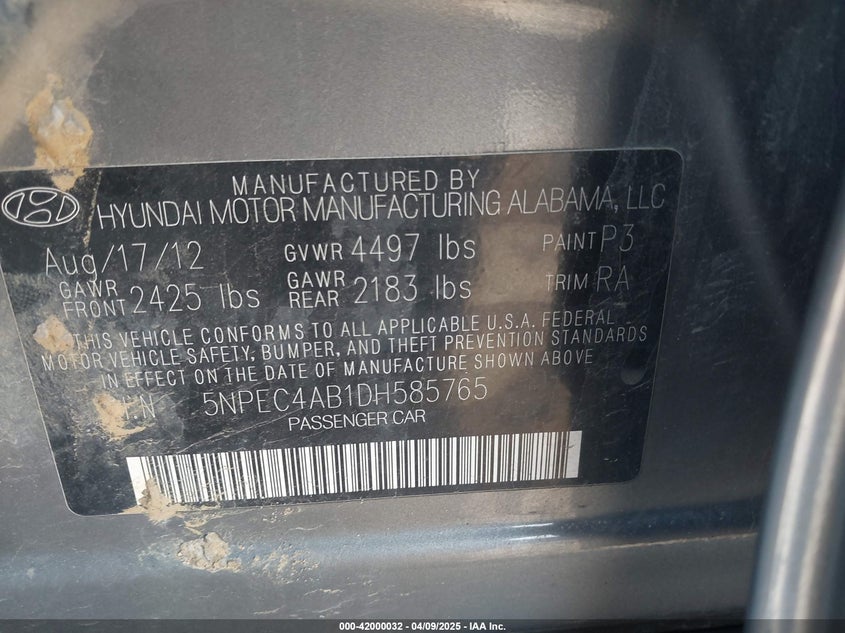 MANUFACTURED BY
HYUNDAI MOTOR MANUFACTURING ALABAMA, LLC
Aug/17/12 GVWR 4497 lbs PAINT P3
GAWR FRONT 2425 lbs GAWR REAR 2183 lbs TRIM RA
THIS VEHICLE CONFORMS TO ALL APPLICABLE U.S.A. FEDERAL
MOTOR VEHICLE SAFETY, BUMPER, AND THEFT PREVENTION STANDARDS
IN EFFECT ON THE DATE OF MANUFACTURE SHOWN ABOVE
5NPEC4AB1DH585765
PASSENGER CAR
000-42000032 - 04/09/2025 - IAA Inc.